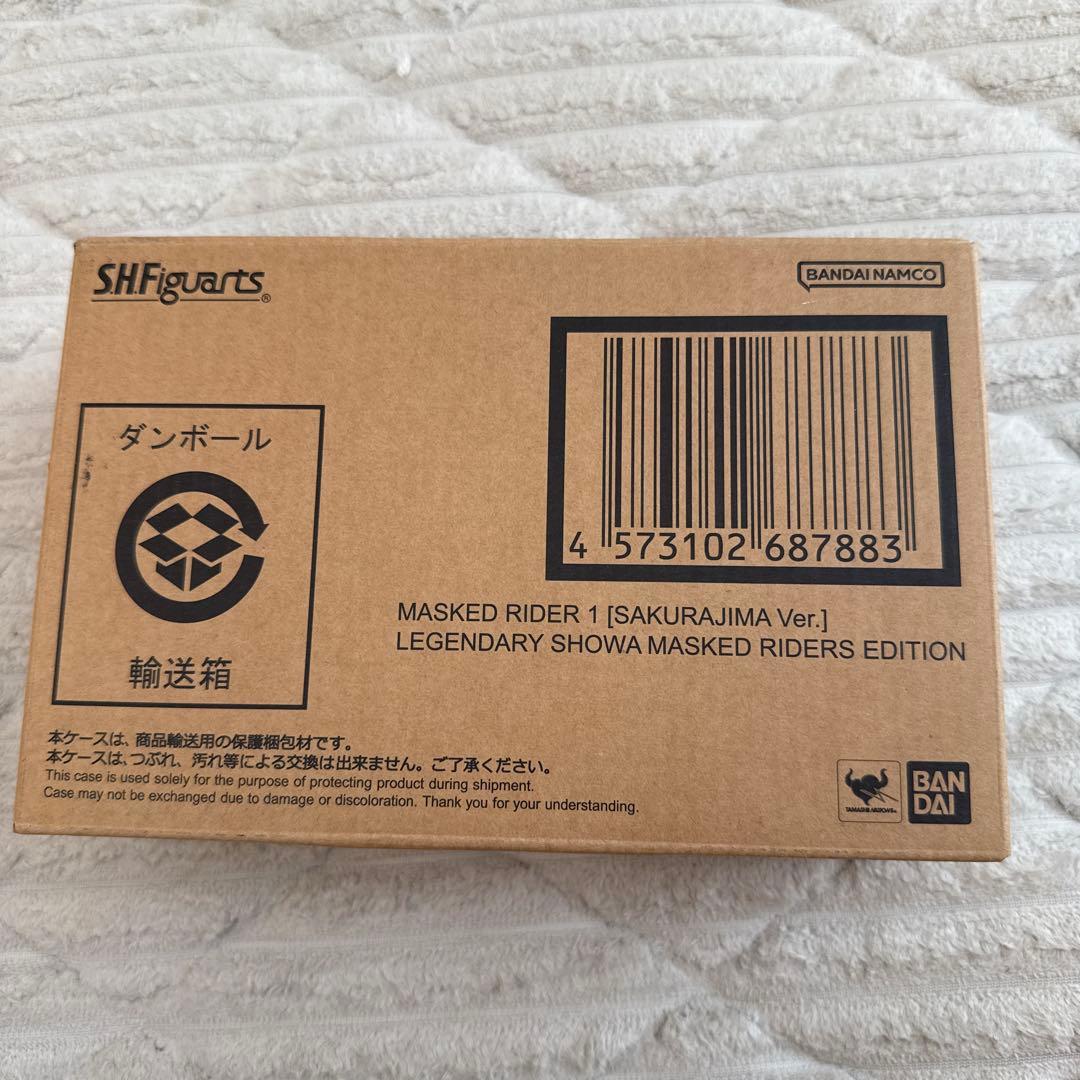 S.H.Figuarts®
BANDAI NAMCO
ダンボール
輸送箱
4 573102 687883
MASKED RIDER 1 [SAKURAJIMA Ver.]
LEGENDARY SHOWA MASKED RIDERS EDITION
本ケースは、商品輸送用の保護梱包材です。
本ケースは、つぶれ、汚れ等による交換は出来ません。ご了承ください。
This case is used solely for the purpose of protecting product during shipment.
Case may not be exchanged due to damage or discoloration. Thank you for your understanding.
TAMASHII NATIONS
BAN
DAI